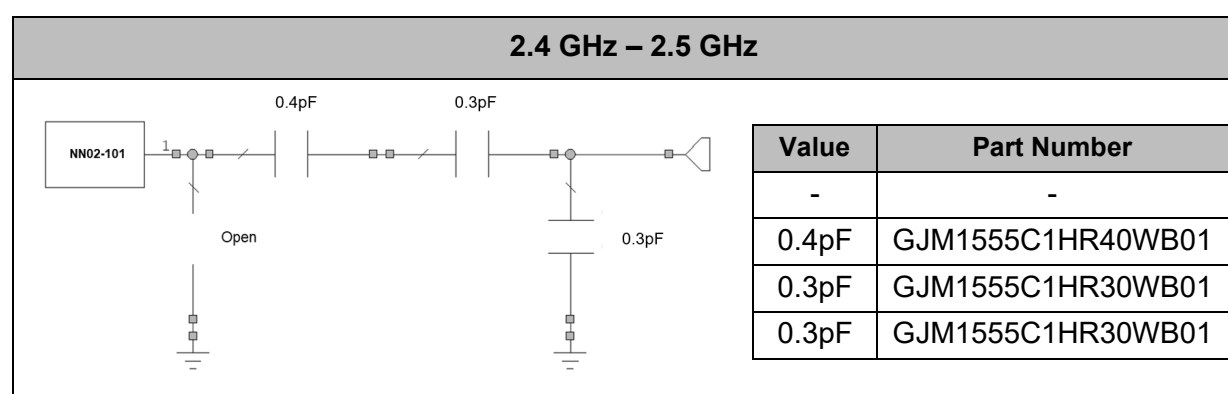 2.4 GHz – 2.5 GHz
0.4pF 0.3pF
NN02-101 1
Open 0.3pF
Value Part Number
- -
0.4pF GJM1555C1HR40WB01
0.3pF GJM1555C1HR30WB01
0.3pF GJM1555C1HR30WB01